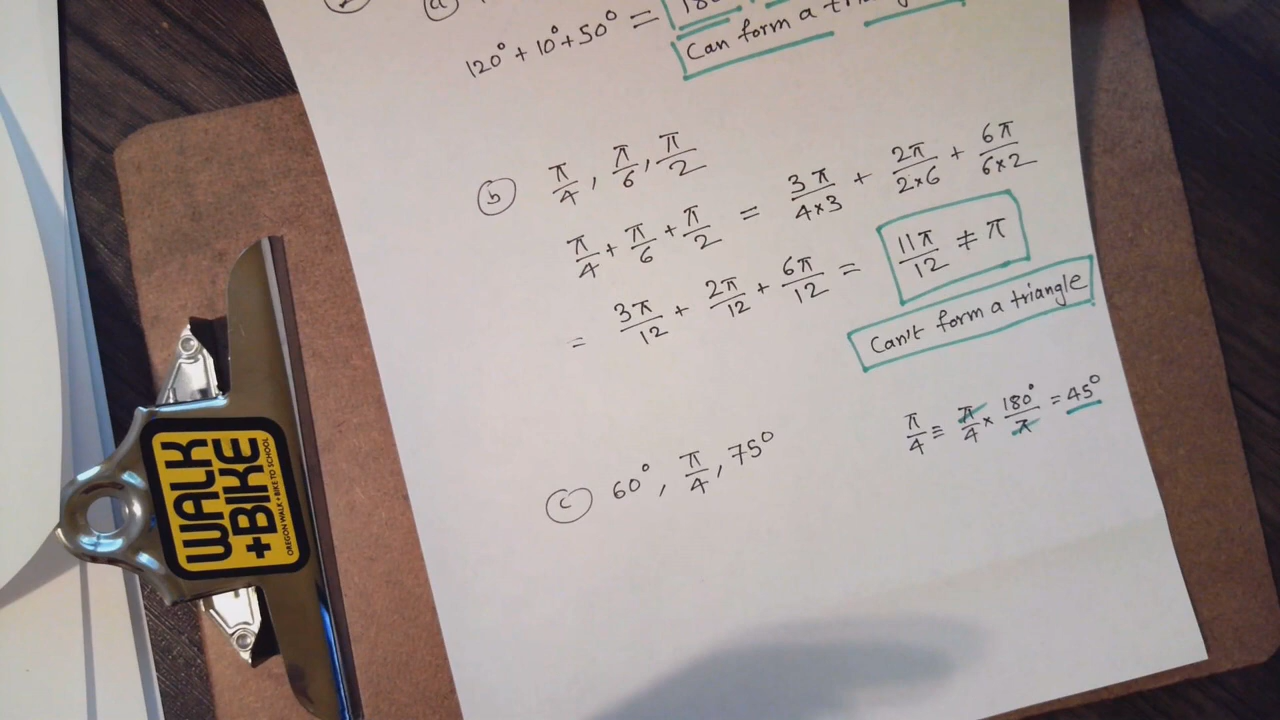 a
120° + 10° + 50° = 180
Can form a
b π/4, π/6, π/2
π/4 + π/6 + π/2 = 3π/4×3 + 2π/2×6 + 6π/6×2
= 3π/12 + 2π/12 + 6π/12 = 11π/12 ≠ π
Can't form a triangle
c 60°, π/4, 75°
π/4 ≡ π/4 × 180°/π = 45°
WALK
+BIKE
OREGON WALK + BIKE TO SCHOOL